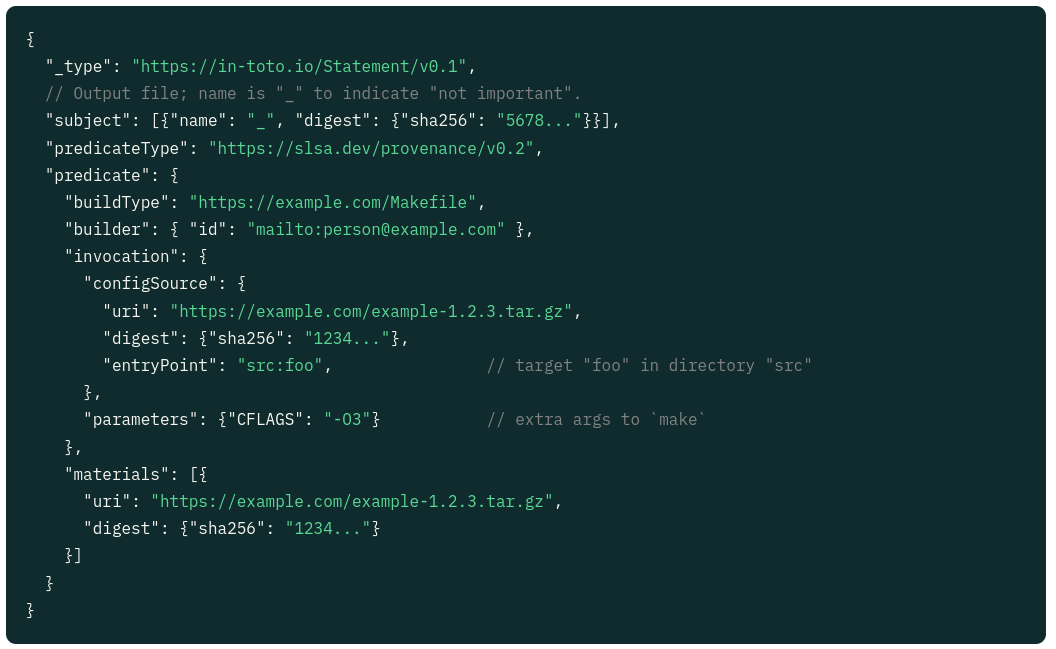 {
  "_type": "https://in-toto.io/Statement/v0.1",
  // Output file; name is "_" to indicate "not important".
  "subject": [{"name": "_", "digest": {"sha256": "5678..."}}],
  "predicateType": "https://slsa.dev/provenance/v0.2",
  "predicate": {
    "buildType": "https://example.com/Makefile",
    "builder": { "id": "mailto:person@example.com" },
    "invocation": {
      "configSource": {
        "uri": "https://example.com/example-1.2.3.tar.gz",
        "digest": {"sha256": "1234..."},
        "entryPoint": "src:foo",                // target "foo" in directory "src"
      },
      "parameters": {"CFLAGS": "-O3"}           // extra args to `make`
    },
    "materials": [{
      "uri": "https://example.com/example-1.2.3.tar.gz",
      "digest": {"sha256": "1234..."}
    }]
  }
}